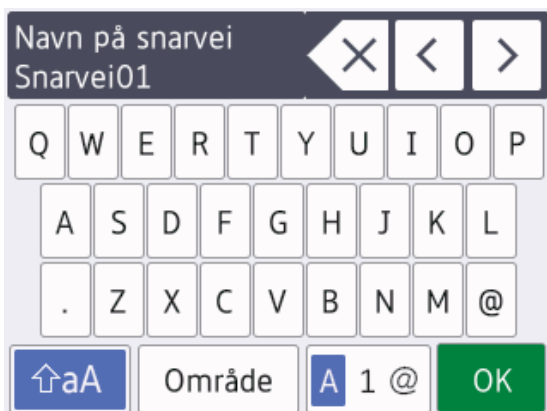 Navn på snarvei
Snarvei01
Q W E R T Y U I O P
A S D F G H J K L
. Z X C V B N M @
aA Område A 1 @ OK